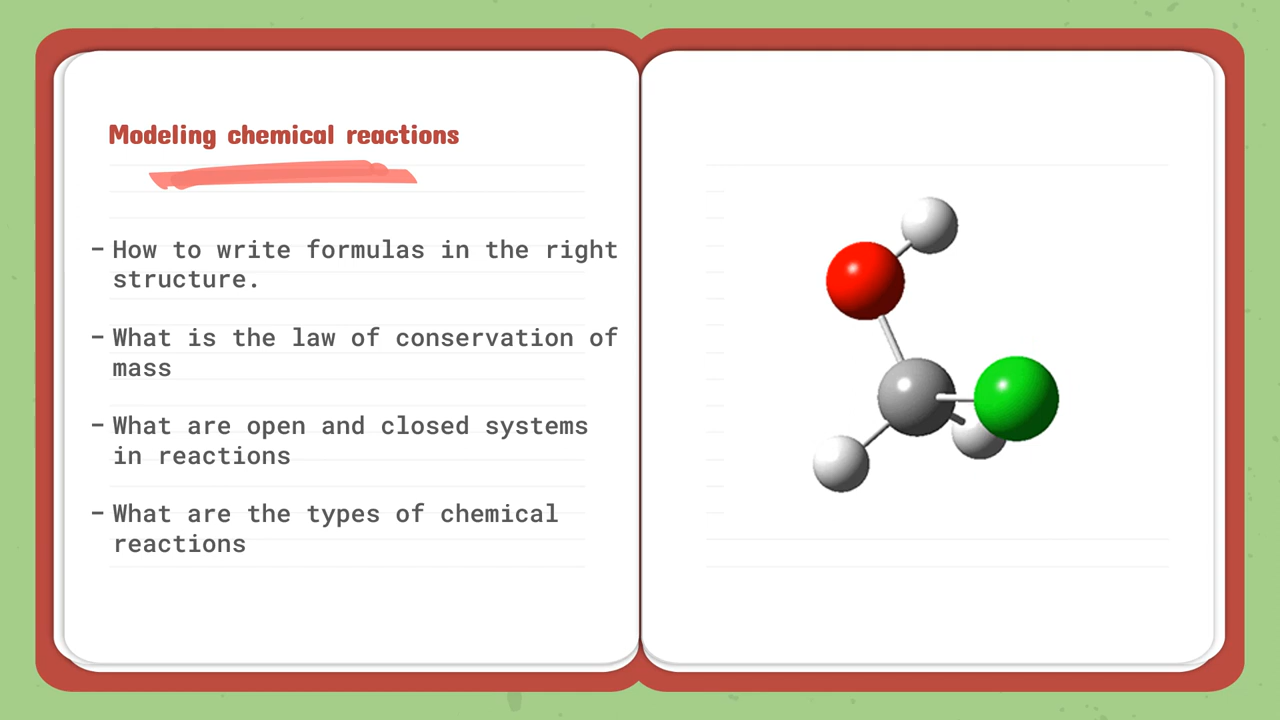 Modeling chemical reactions
– How to write formulas in the right
structure.
– What is the law of conservation of
mass
– What are open and closed systems
in reactions
– What are the types of chemical
reactions